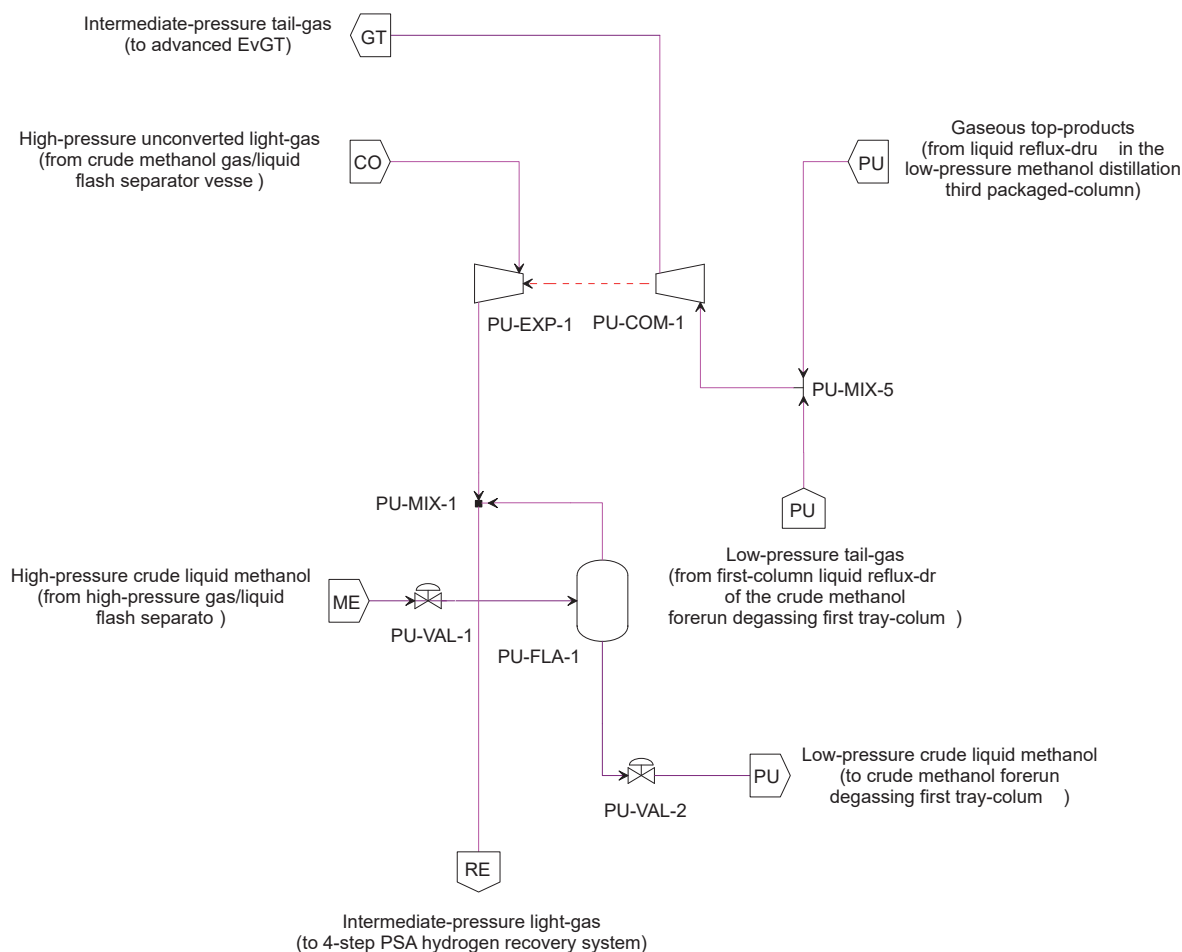 Intermediate-pressure tail-gas
(to advanced EvGT)
GT
High-pressure unconverted light-gas
(from crude methanol gas/liquid
flash separator vesse )
CO
Gaseous top-products
(from liquid reflux-dru in the
low-pressure methanol distillation
third packaged-column)
PU
PU-EXP-1
PU-COM-1
PU-MIX-5
PU-MIX-1
PU
Low-pressure tail-gas
(from first-column liquid reflux-dr
of the crude methanol
forerun degassing first tray-colum )
High-pressure crude liquid methanol
(from high-pressure gas/liquid
flash separato )
ME
PU-VAL-1
PU-FLA-1
PU
Low-pressure crude liquid methanol
(to crude methanol forerun
degassing first tray-colum )
PU-VAL-2
RE
Intermediate-pressure light-gas
(to 4-step PSA hydrogen recovery system)